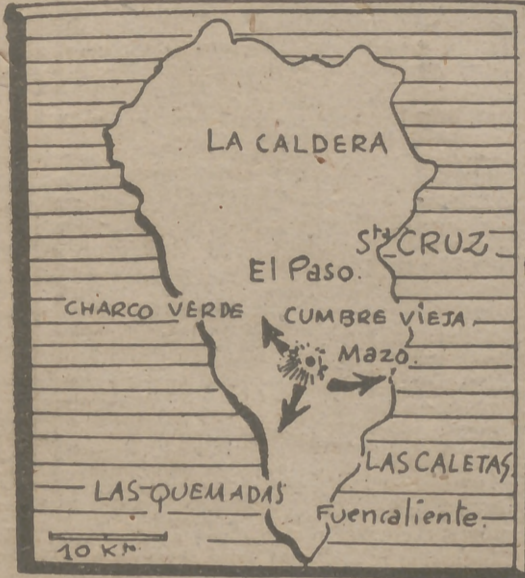 LA CALDERA
Sta CRUZ
El Paso.
CHARCO VERDE
CUMBRE VIEJA.
Mazo.
LAS CALETAS
LAS-QUEMADAS
Fuencaliente.
10 Km.